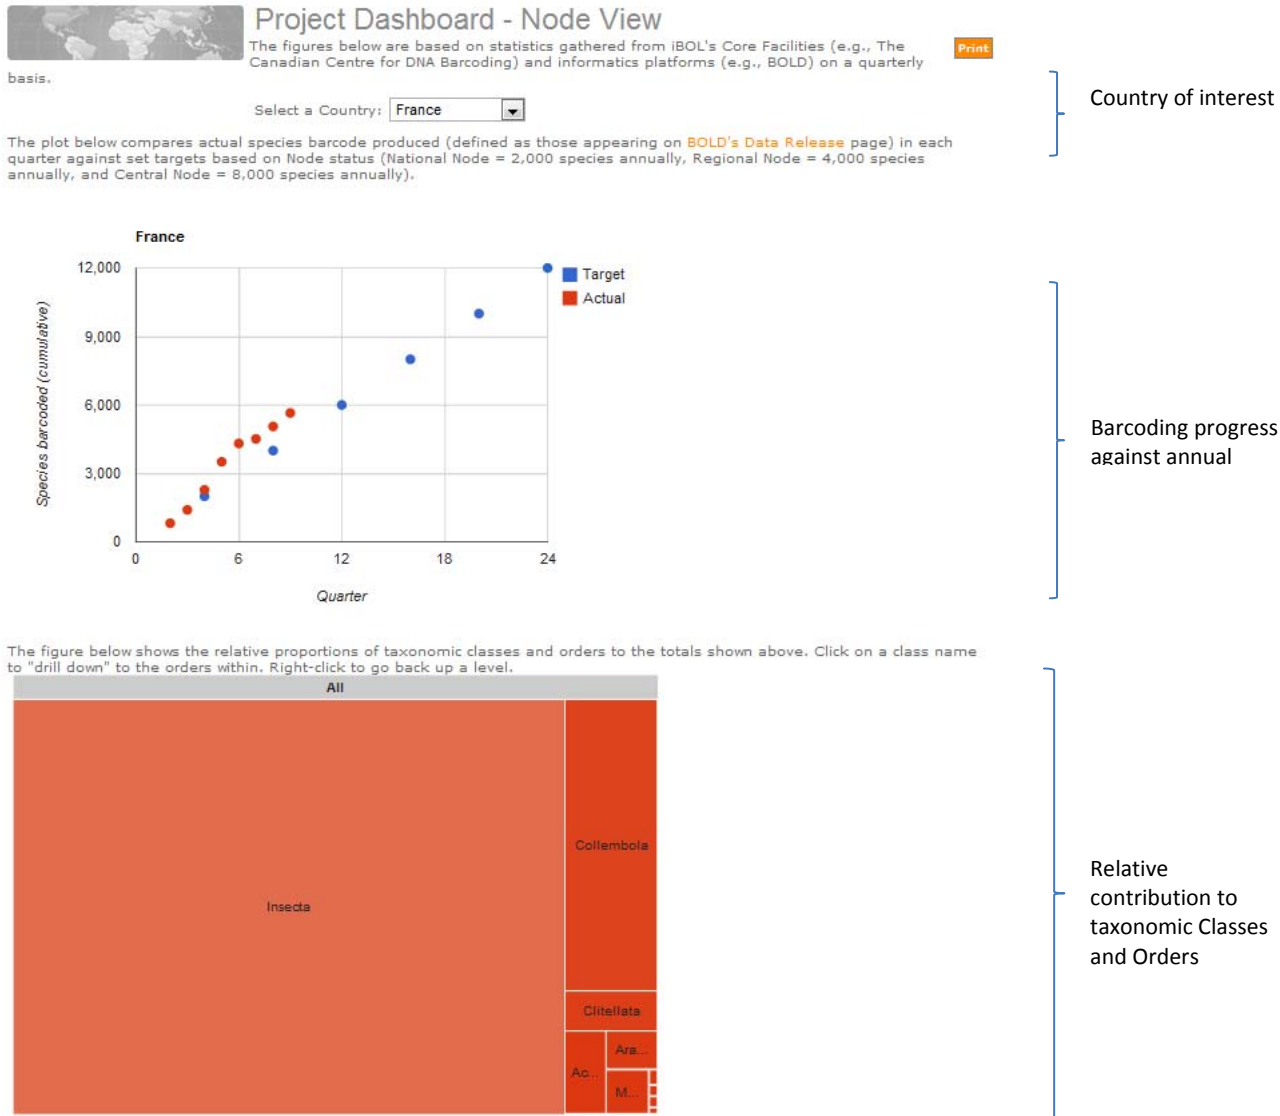 Project Dashboard - Node View
The figures below are based on statistics gathered from iBOL's Core Facilities (e.g., The
Canadian Centre for DNA Barcoding) and informatics platforms (e.g., BOLD) on a quarterly
basis.
Print
Select a Country: France
Country of interest
The plot below compares actual species barcode produced (defined as those appearing on BOLD's Data Release page) in each
quarter against set targets based on Node status (National Node = 2,000 species annually, Regional Node = 4,000 species
annually, and Central Node = 8,000 species annually).
France
12,000
9,000
6,000
3,000
0
Species barcoded (cumulative)
0 6 12 18 24
Quarter
Target
Actual
Barcoding progress
against annual
The figure below shows the relative proportions of taxonomic classes and orders to the totals shown above. Click on a class name
to "drill down" to the orders within. Right-click to go back up a level.
All
Insecta
Collembola
Clitellata
Ac...
Ara...
M...
Relative
contribution to
taxonomic Classes
and Orders